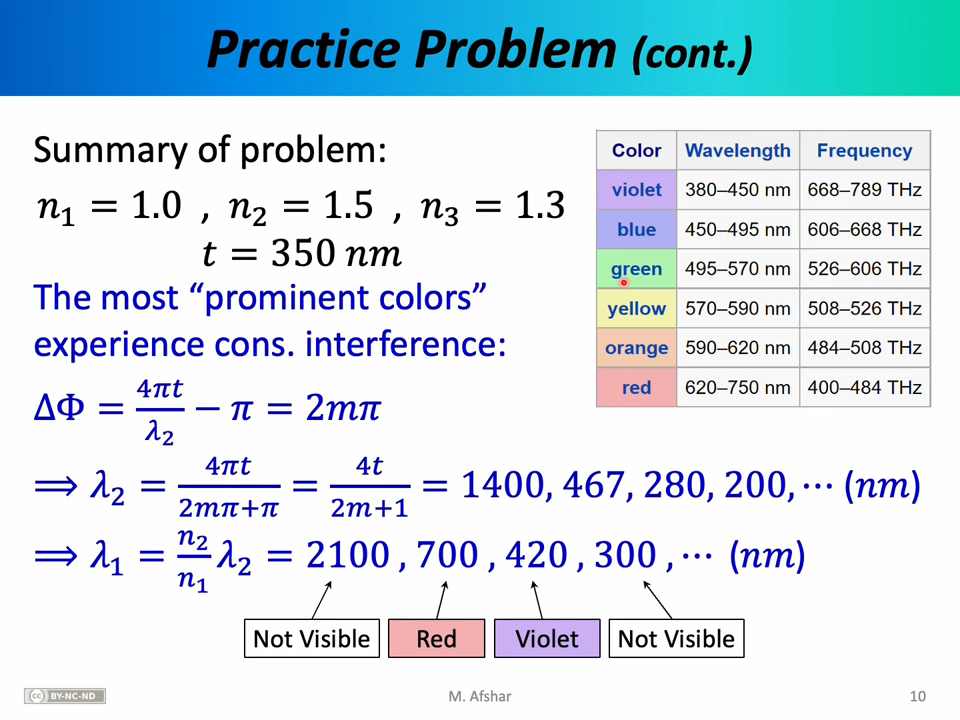 Practice Problem (cont.)
Summary of problem:
n₁ = 1.0 , n₂ = 1.5 , n₃ = 1.3
t = 350 nm
The most “prominent colors”
experience cons. interference:
ΔΦ = 4πt/λ₂ − π = 2mπ
⟹ λ₂ = 4πt/(2mπ+π) = 4t/(2m+1) = 1400, 467, 280, 200, ⋯ (nm)
⟹ λ₁ = n₂/n₁ λ₂ = 2100 , 700 , 420 , 300 , ⋯ (nm)
Not Visible Red Violet Not Visible
Color Wavelength Frequency
violet 380–450 nm 668–789 THz
blue 450–495 nm 606–668 THz
green 495–570 nm 526–606 THz
yellow 570–590 nm 508–526 THz
orange 590–620 nm 484–508 THz
red 620–750 nm 400–484 THz
cc BY-NC-ND
M. Afshar
10